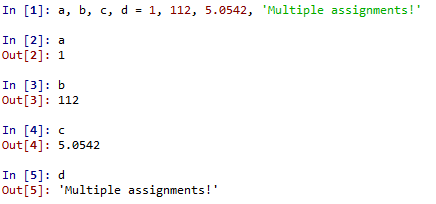 In [1]: a, b, c, d = 1, 112, 5.0542, 'Multiple assignments!'
In [2]: a
Out[2]: 1
In [3]: b
Out[3]: 112
In [4]: c
Out[4]: 5.0542
In [5]: d
Out[5]: 'Multiple assignments!'